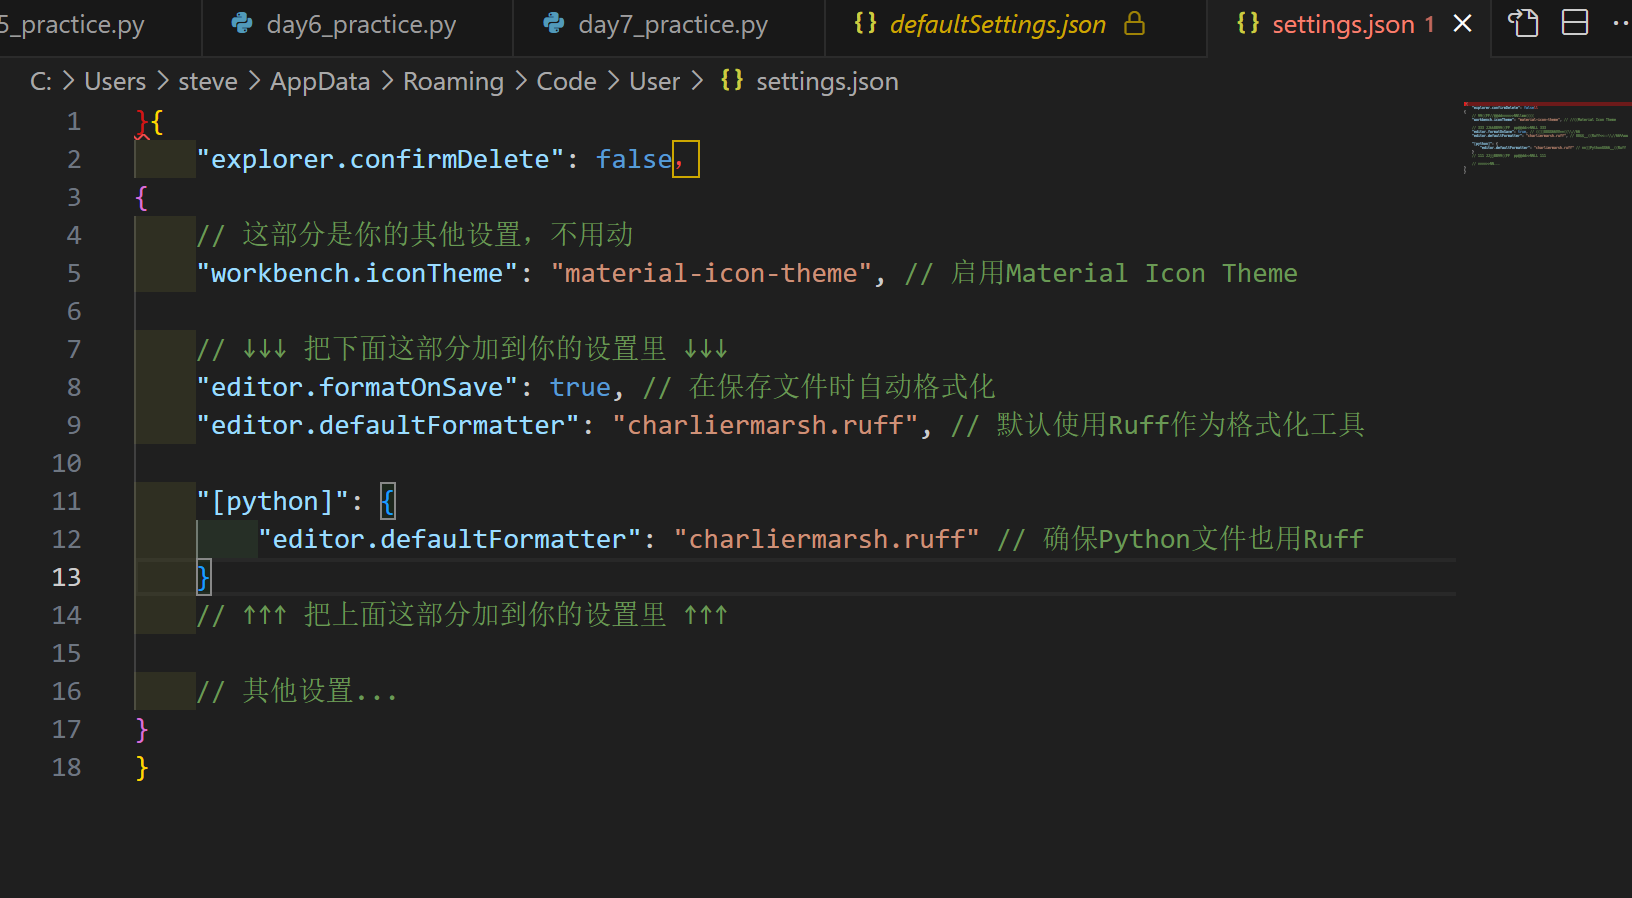 5_practice.py day6_practice.py day7_practice.py {} defaultSettings.json {} settings.json 1
C: > Users > steve > AppData > Roaming > Code > User > {} settings.json
1 }{
2     "explorer.confirmDelete": false，
3 {
4     // 这部分是你的其他设置，不用动
5     "workbench.iconTheme": "material-icon-theme", // 启用Material Icon Theme
6
7     // ↓↓↓ 把下面这部分加到你的设置里 ↓↓↓
8     "editor.formatOnSave": true, // 在保存文件时自动格式化
9     "editor.defaultFormatter": "charliermarsh.ruff", // 默认使用Ruff作为格式化工具
10
11     "[python]": {
12         "editor.defaultFormatter": "charliermarsh.ruff" // 确保Python文件也用Ruff
13     }
14     // ↑↑↑ 把上面这部分加到你的设置里 ↑↑↑
15
16     // 其他设置...
17 }
18 }